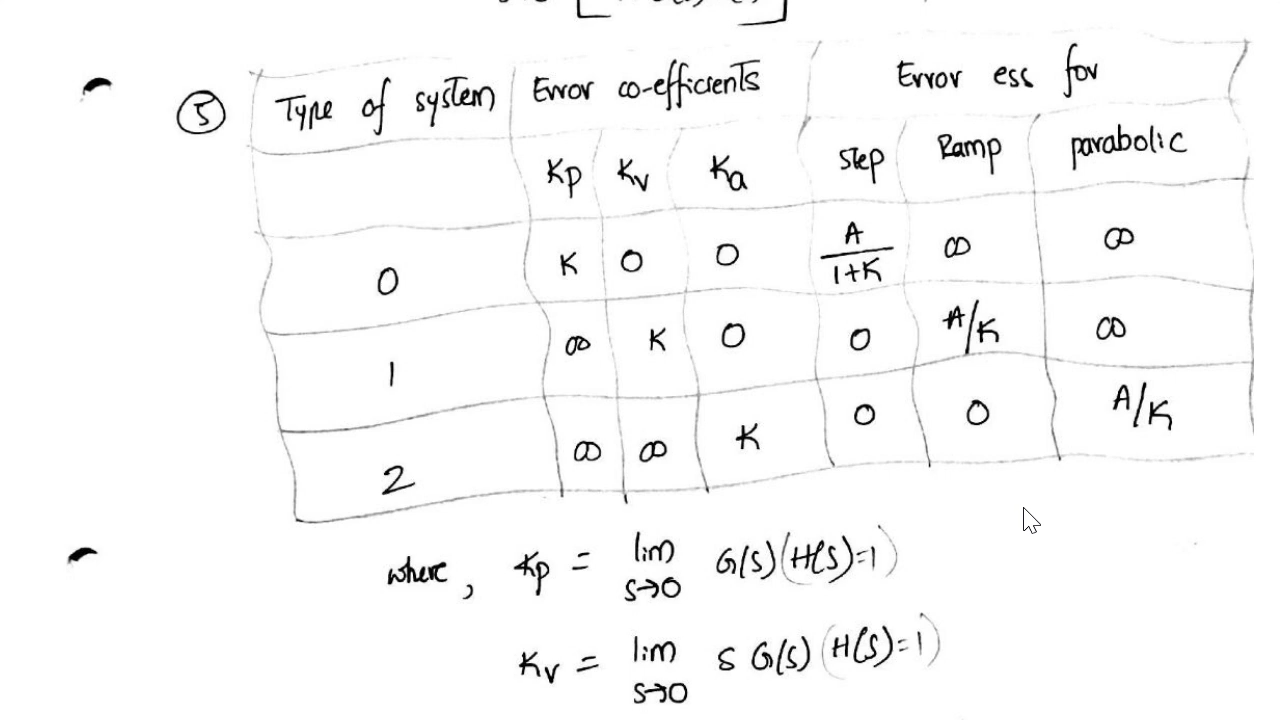 5 Type of system Error co-efficients Error ess for
Kp Kv Ka Step Ramp parabolic
0 K 0 0 A/1+K ∞ ∞
1 ∞ K 0 0 A/K ∞
2 ∞ ∞ K 0 0 A/K
where, Kp = lim s→0 G(s) (H(s)=1)
Kv = lim s→0 s G(s) (H(s)=1)